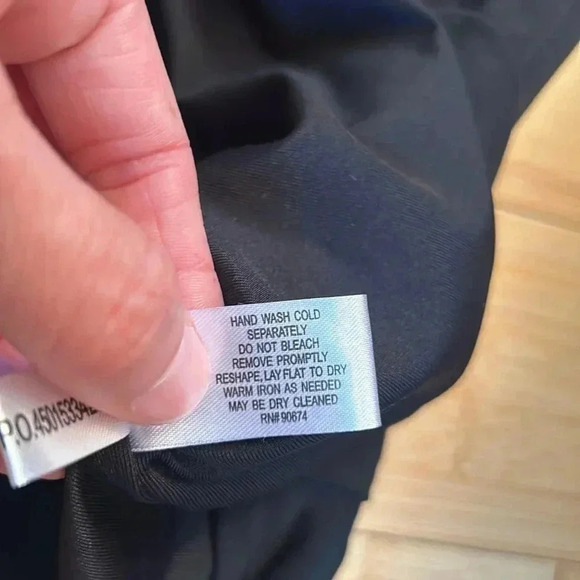 HAND WASH COLD
SEPARATELY
DO NOT BLEACH
REMOVE PROMPTLY
RESHAPE, LAY FLAT TO DRY
WARM IRON AS NEEDED
MAY BE DRY CLEANED
RN# 90674
P.O.45015334